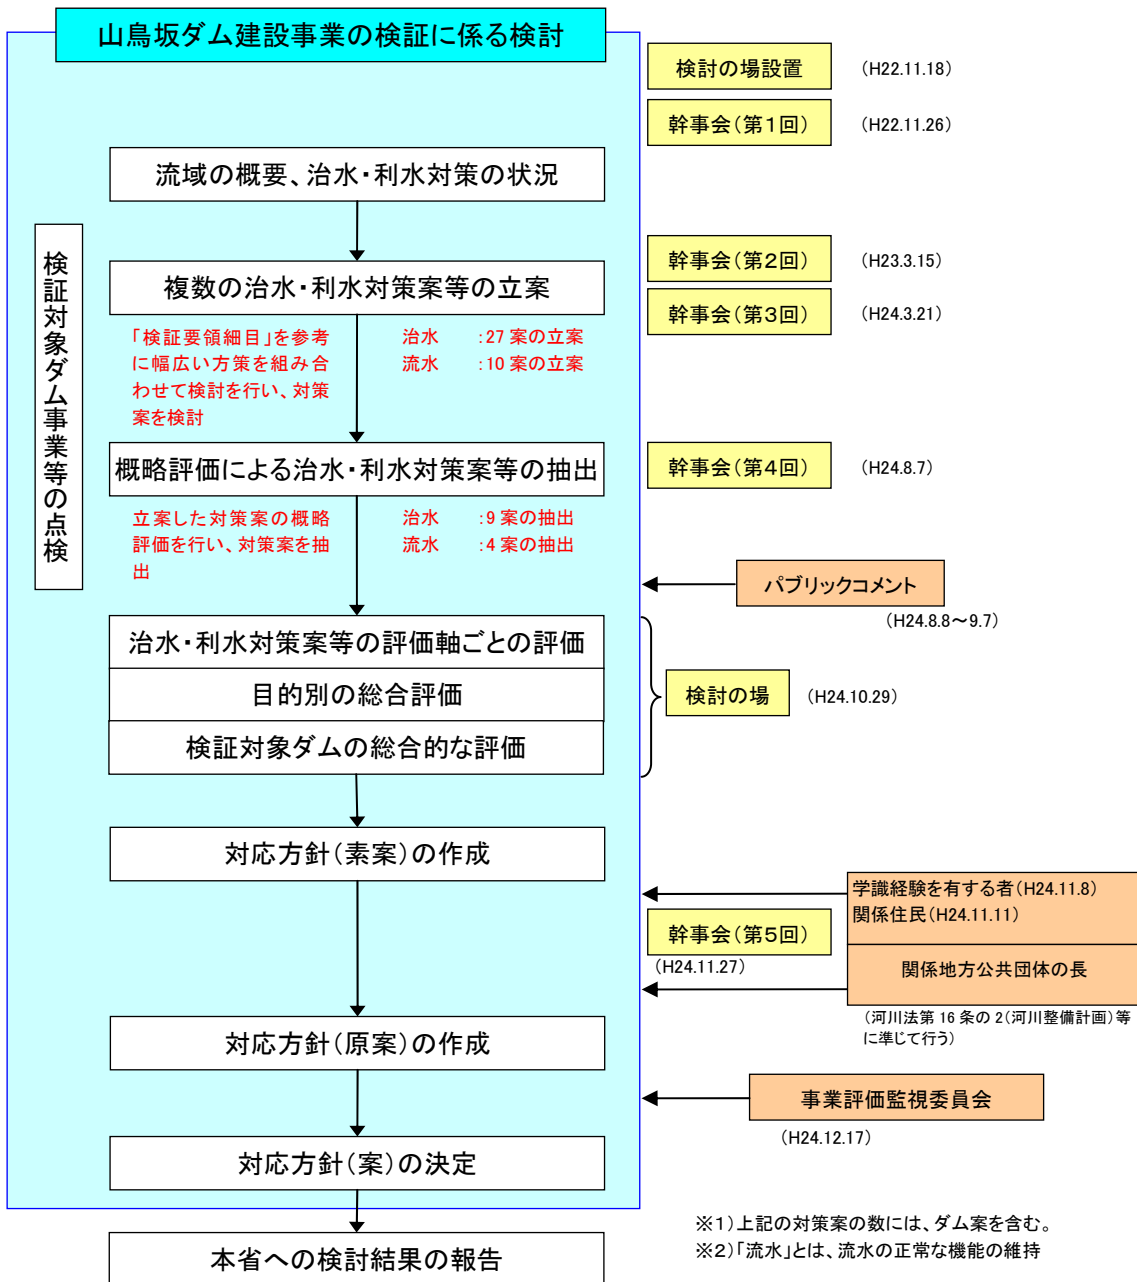 山鳥坂ダム建設事業の検証に係る検討
検討の場設置 (H22.11.18)
幹事会(第1回) (H22.11.26)
流域の概要、治水・利水対策の状況
検証対象ダム事業等の点検
幹事会(第2回) (H23.3.15)
複数の治水・利水対策案等の立案
幹事会(第3回) (H24.3.21)
「検証要領細目」を参考
に幅広い方策を組み合
わせて検討を行い、対策
案を検討
治水 :27 案の立案
流水 :10 案の立案
概略評価による治水・利水対策案等の抽出
幹事会(第4回) (H24.8.7)
立案した対策案の概略
評価を行い、対策案を抽
出
治水 :9 案の抽出
流水 :4 案の抽出
パブリックコメント
(H24.8.8~9.7)
治水・利水対策案等の評価軸ごとの評価
目的別の総合評価
検証対象ダムの総合的な評価
検討の場 (H24.10.29)
対応方針(素案)の作成
学識経験を有する者(H24.11.8)
関係住民(H24.11.11)
幹事会(第5回)
(H24.11.27)
関係地方公共団体の長
(河川法第 16 条の 2(河川整備計画)等
に準じて行う)
対応方針(原案)の作成
事業評価監視委員会
(H24.12.17)
対応方針(案)の決定
※1)上記の対策案の数には、ダム案を含む。
※2)「流水」とは、流水の正常な機能の維持
本省への検討結果の報告